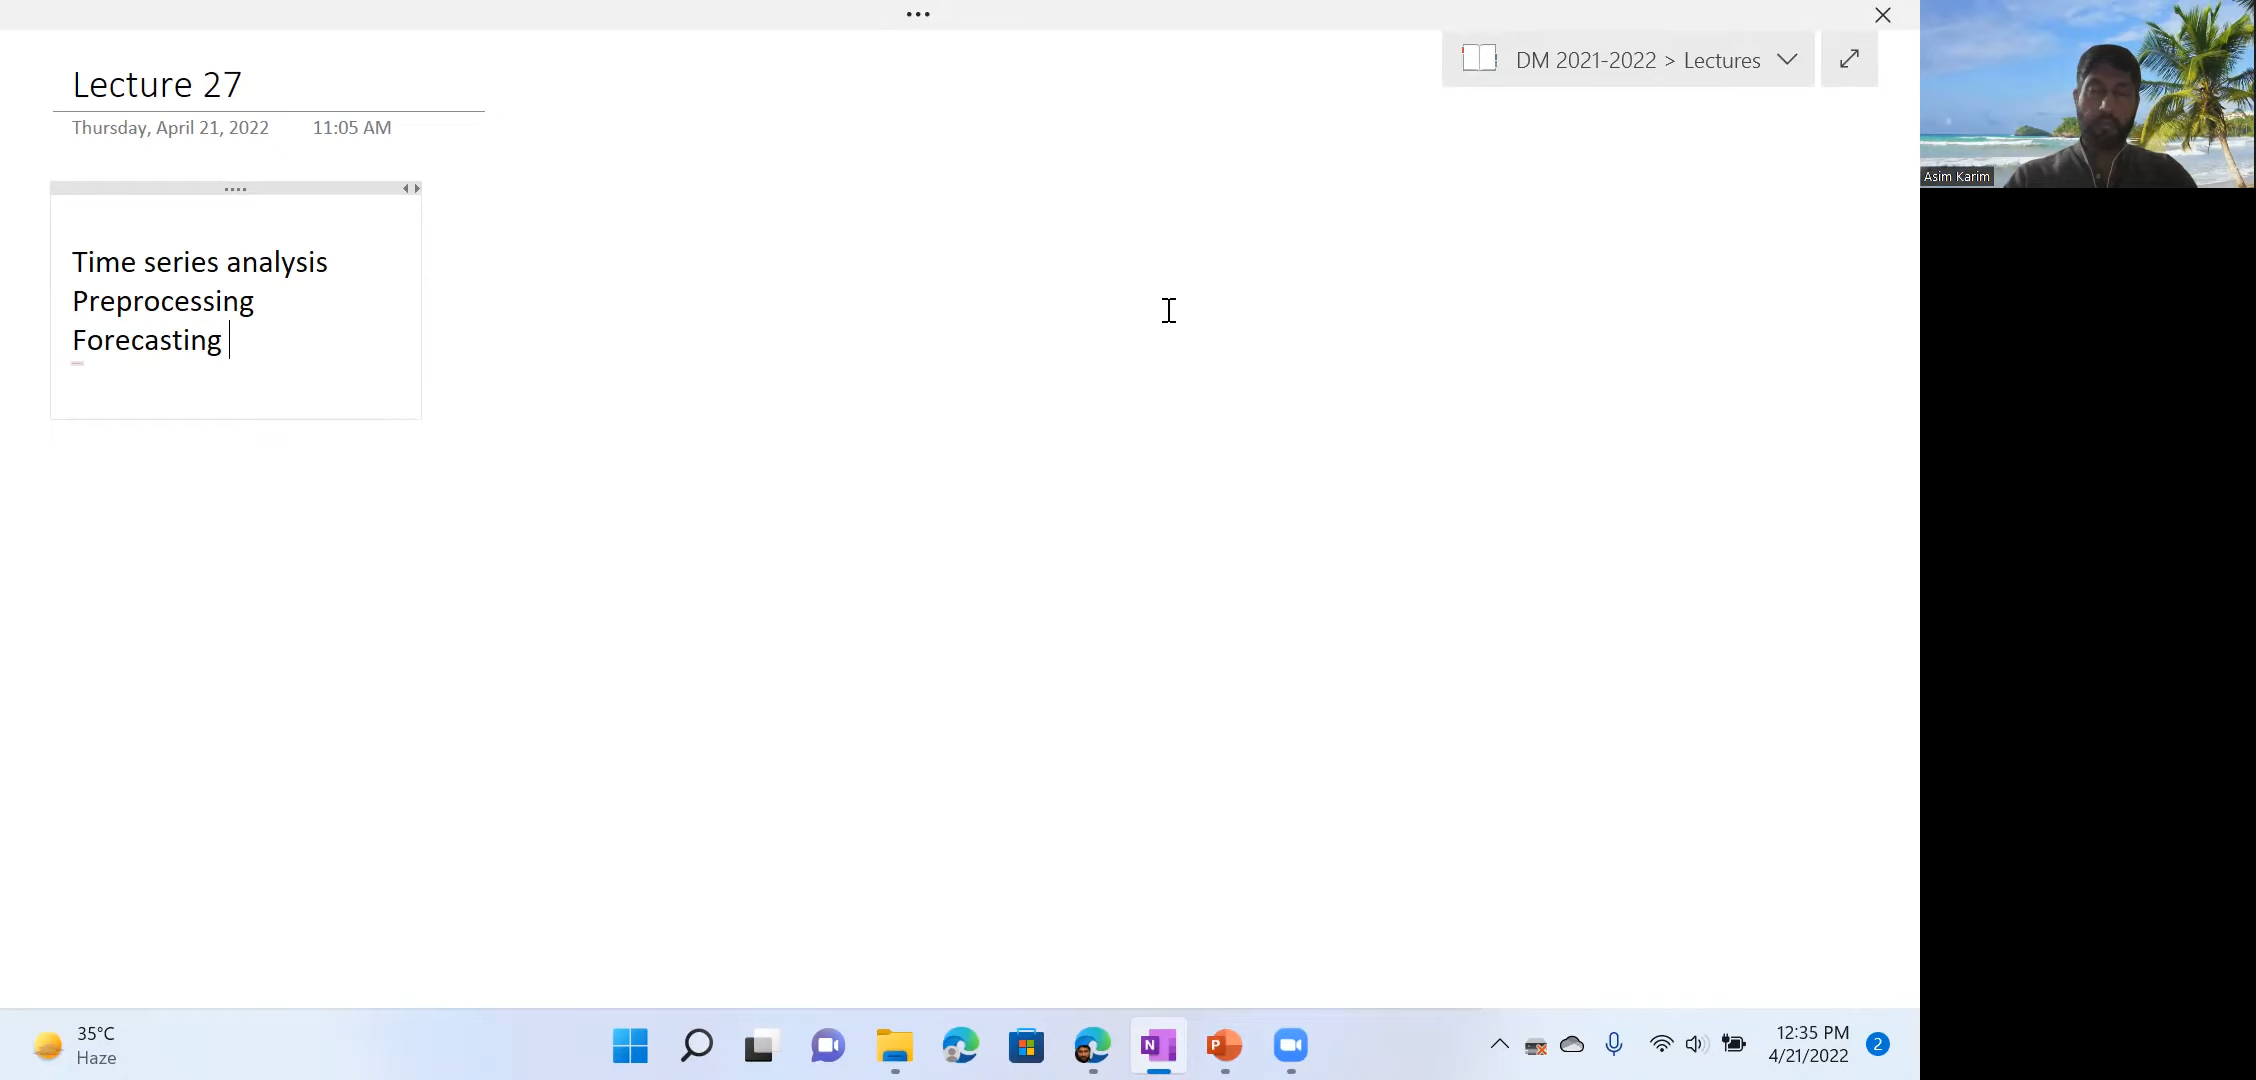 DM 2021-2022 > Lectures
Lecture 27
Thursday, April 21, 2022 11:05 AM
Time series analysis
Preprocessing
Forecasting
Asim Karim
35°C
Haze
N
P
12:35 PM
4/21/2022
2